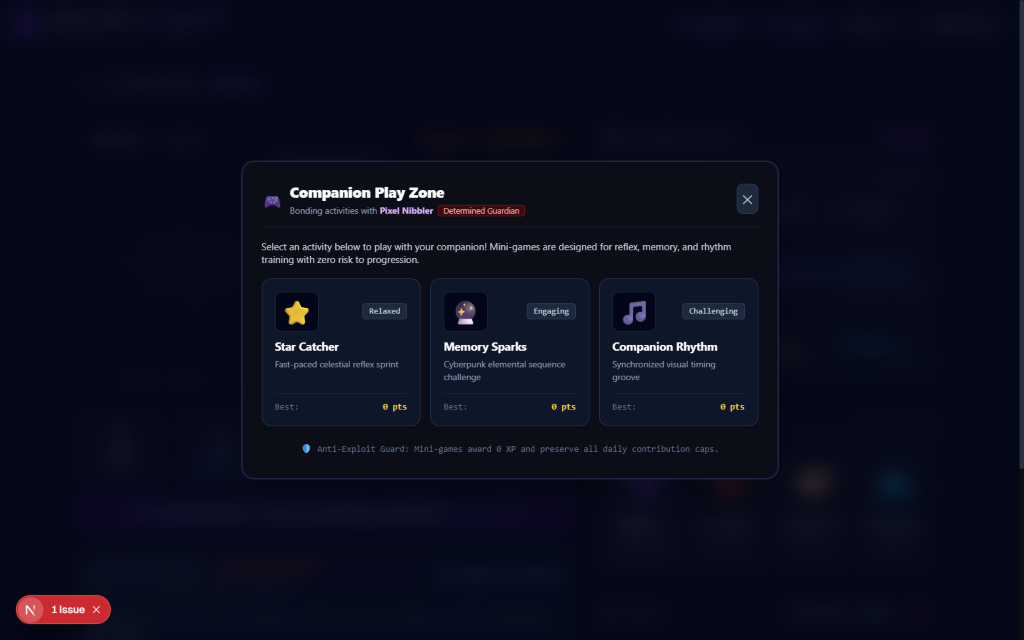 Companion Play Zone
Bonding activities with Pixel Nibbler Determined Guardian
Select an activity below to play with your companion! Mini-games are designed for reflex, memory, and rhythm
training with zero risk to progression.
Relaxed
Star Catcher
Fast-paced celestial reflex sprint
Best: 0 pts
Engaging
Memory Sparks
Cyberpunk elemental sequence
challenge
Best: 0 pts
Challenging
Companion Rhythm
Synchronized visual timing
groove
Best: 0 pts
Anti-Exploit Guard: Mini-games award 0 XP and preserve all daily contribution caps.
N 1 Issue